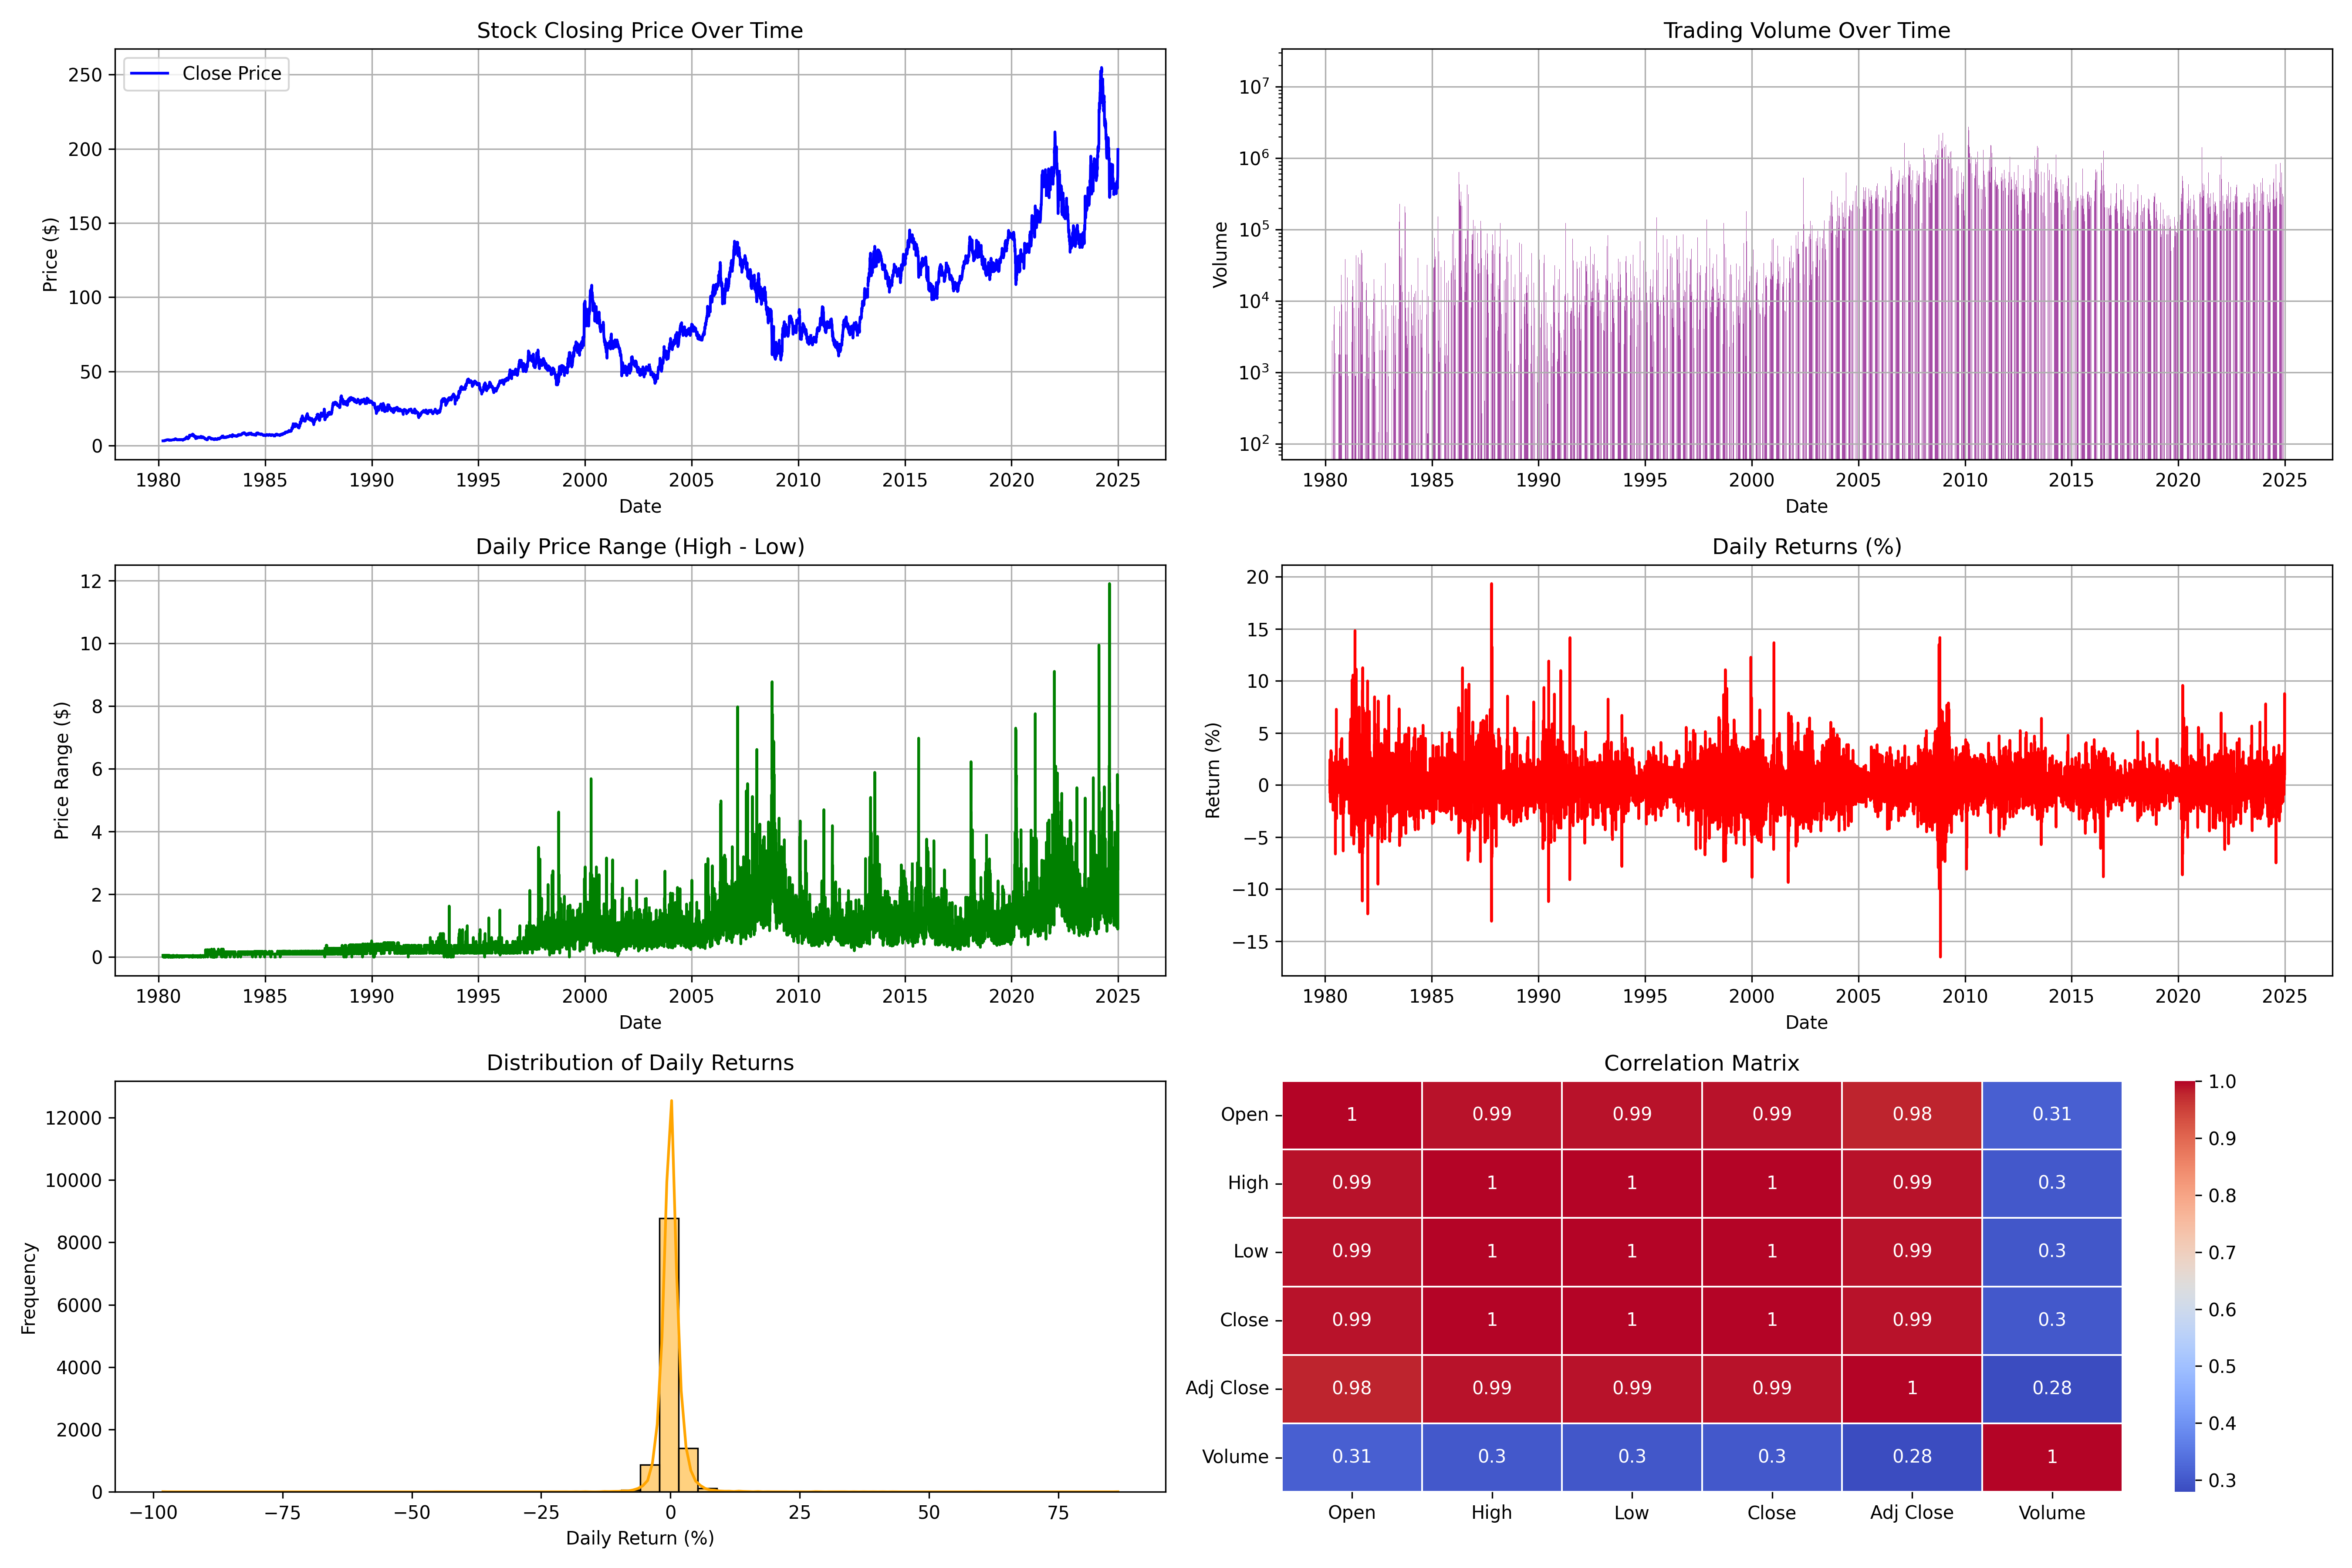 Stock Closing Price Over Time
Close Price
Price ($)
250
200
150
100
50
0
1980 1985 1990 1995 2000 2005 2010 2015 2020 2025
Date
Trading Volume Over Time
Volume
10⁷
10⁶
10⁵
10⁴
10³
10²
1980 1985 1990 1995 2000 2005 2010 2015 2020 2025
Date
Daily Price Range (High - Low)
Price Range ($)
12
10
8
6
4
2
0
1980 1985 1990 1995 2000 2005 2010 2015 2020 2025
Date
Daily Returns (%)
Return (%)
20
15
10
5
0
−5
−10
−15
1980 1985 1990 1995 2000 2005 2010 2015 2020 2025
Date
Distribution of Daily Returns
Frequency
12000
10000
8000
6000
4000
2000
0
−100 −75 −50 −25 0 25 50 75
Daily Return (%)
Correlation Matrix
Open 1 0.99 0.99 0.99 0.98 0.31
High 0.99 1 1 1 0.99 0.3
Low 0.99 1 1 1 0.99 0.3
Close 0.99 1 1 1 0.99 0.3
Adj Close 0.98 0.99 0.99 0.99 1 0.28
Volume 0.31 0.3 0.3 0.3 0.28 1
Open High Low Close Adj Close Volume
1.0
0.9
0.8
0.7
0.6
0.5
0.4
0.3